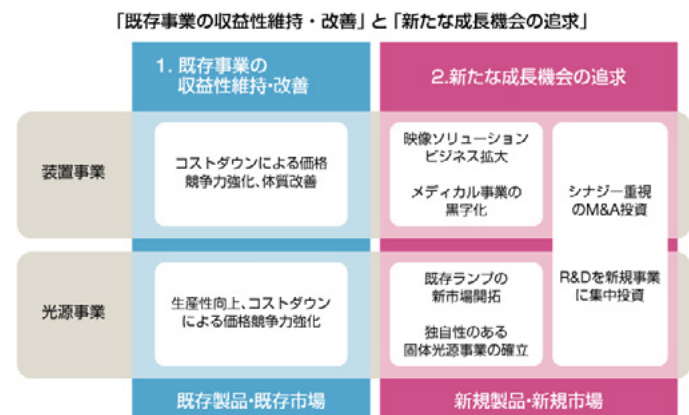 「既存事業の収益性維持・改善」と「新たな成長機会の追求」
1. 既存事業の
収益性維持・改善
2.新たな成長機会の追求
装置事業
コストダウンによる価格
競争力強化、体質改善
映像ソリューション
ビジネス拡大
メディカル事業の
黒字化
シナジー重視
のM&A投資
光源事業
生産性向上、コストダウン
による価格競争力強化
既存ランプの
新市場開拓
独自性のある
固体光源事業の確立
R&Dを新規事業
に集中投資
既存製品・既存市場
新規製品・新規市場